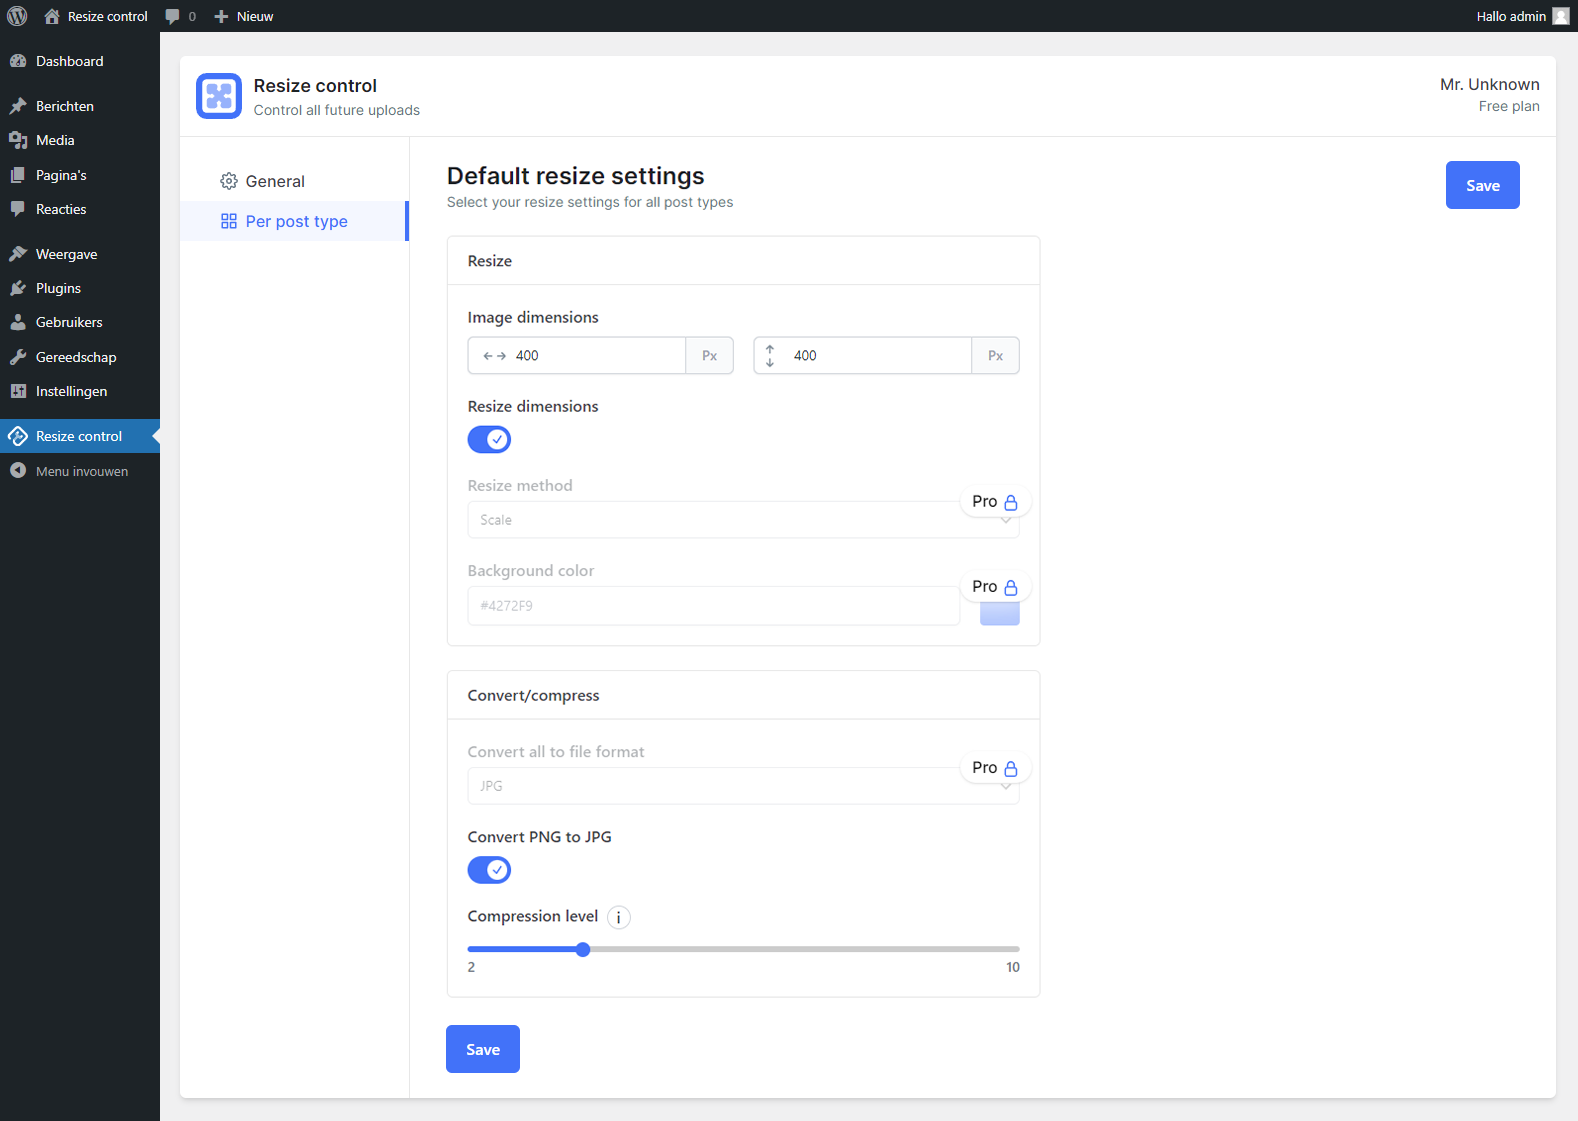 Resize control
0
Nieuw
Hallo admin
Dashboard
Berichten
Media
Pagina's
Reacties
Weergave
Plugins
Gebruikers
Gereedschap
Instellingen
Resize control
Menu invouwen
Resize control
Control all future uploads
Mr. Unknown
Free plan
General
Per post type
Default resize settings
Select your resize settings for all post types
Save
Resize
Image dimensions
400 Px
400 Px
Resize dimensions
Resize method
Pro
Scale
Background color
Pro
#4272F9
Convert/compress
Convert all to file format
Pro
JPG
Convert PNG to JPG
Compression level i
2
10
Save